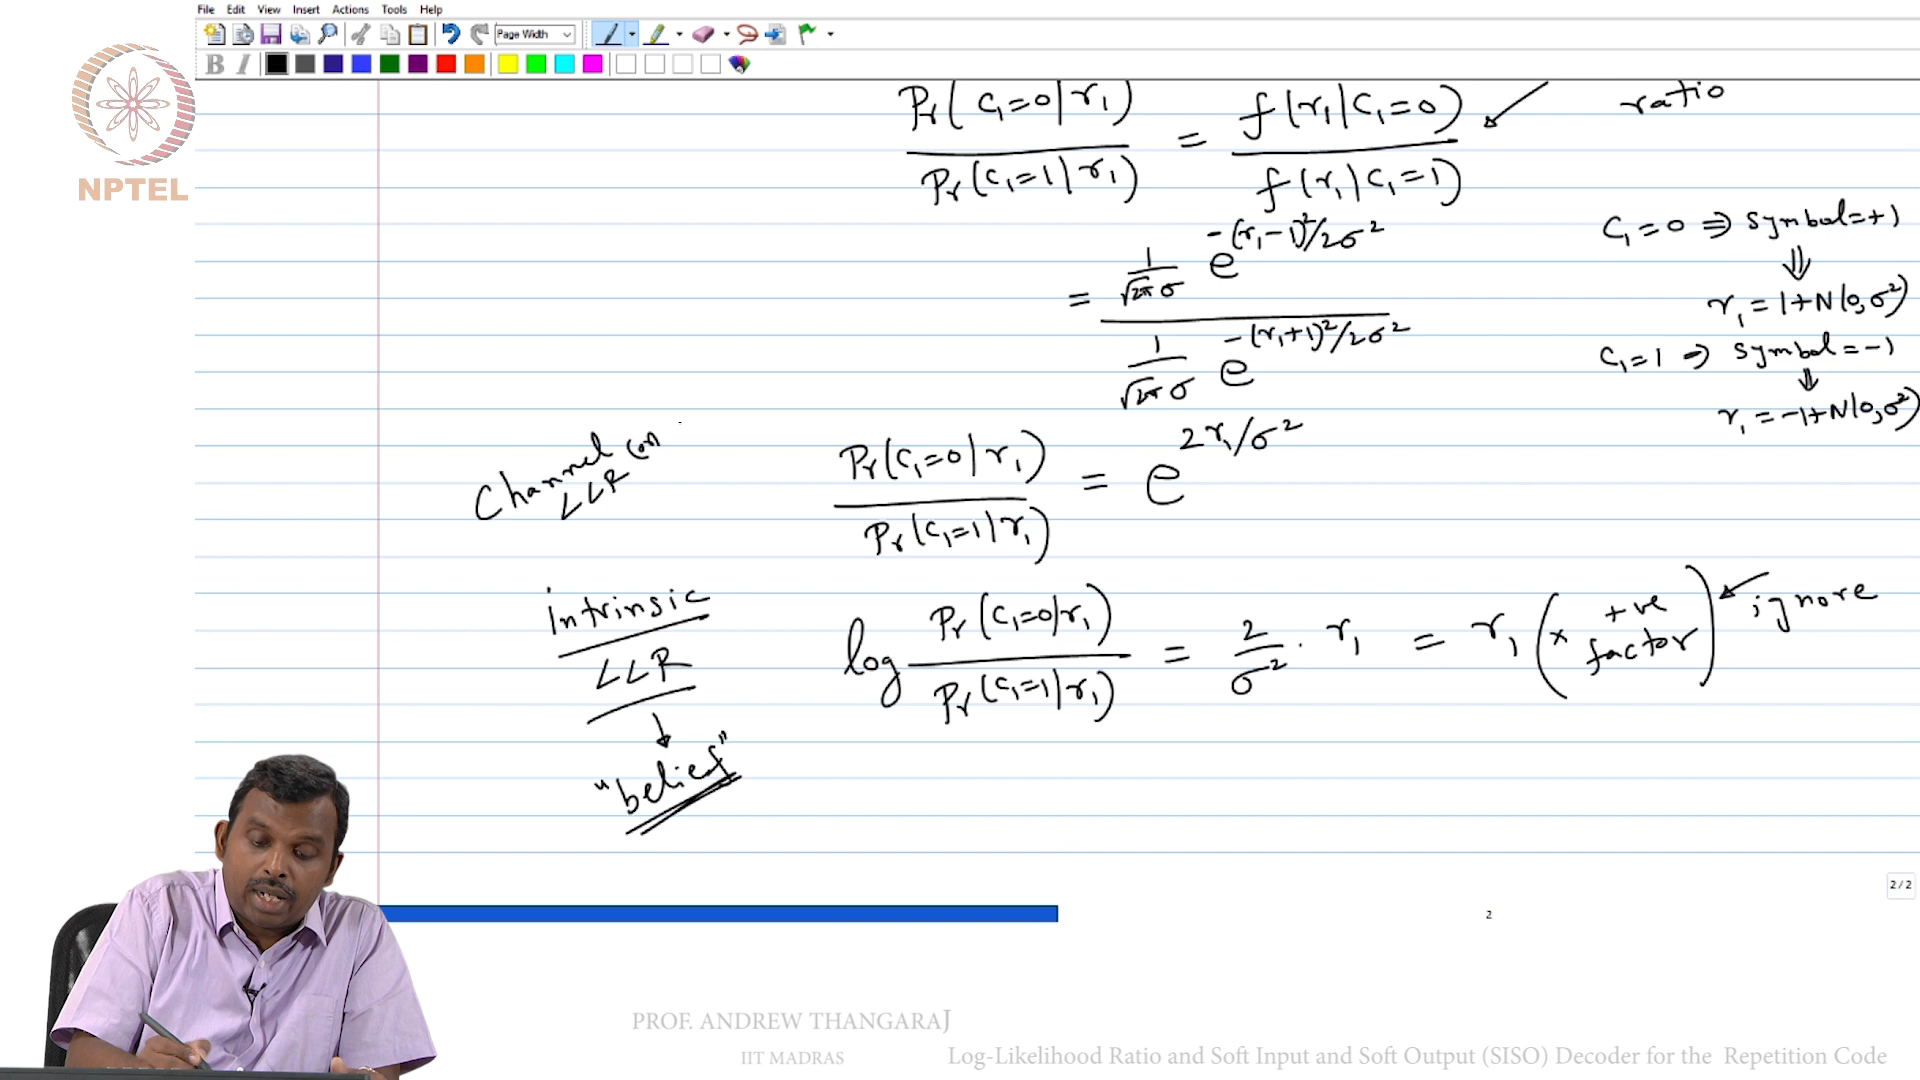 File Edit View Insert Actions Tools Help
Page Width
B I
NPTEL
Pr(C₁=0|r₁) / Pr(C₁=1|r₁) = f(r₁|C₁=0) / f(r₁|C₁=1)
ratio
= 1/√2π σ e^-(r₁-1)²/2σ² / 1/√2π σ e^-(r₁+1)²/2σ²
C₁=0 ⇒ symbol=+1
⇓
r₁ = 1+N(0,σ²)
C₁=1 ⇒ symbol=-1
⇓
r₁ = -1+N(0,σ²)
Channel (or)
LLR
Pr(C₁=0|r₁) / Pr(C₁=1|r₁) = e^2r₁/σ²
intrinsic
LLR
↓
"belief"
log Pr(C₁=0|r₁) / Pr(C₁=1|r₁) = 2/σ² · r₁ = r₁ (× +ve factor) ← ignore
2 / 2
2
PROF. ANDREW THANGARAJ
IIT MADRAS
Log-Likelihood Ratio and Soft Input and Soft Output (SISO) Decoder for the Repetition Code